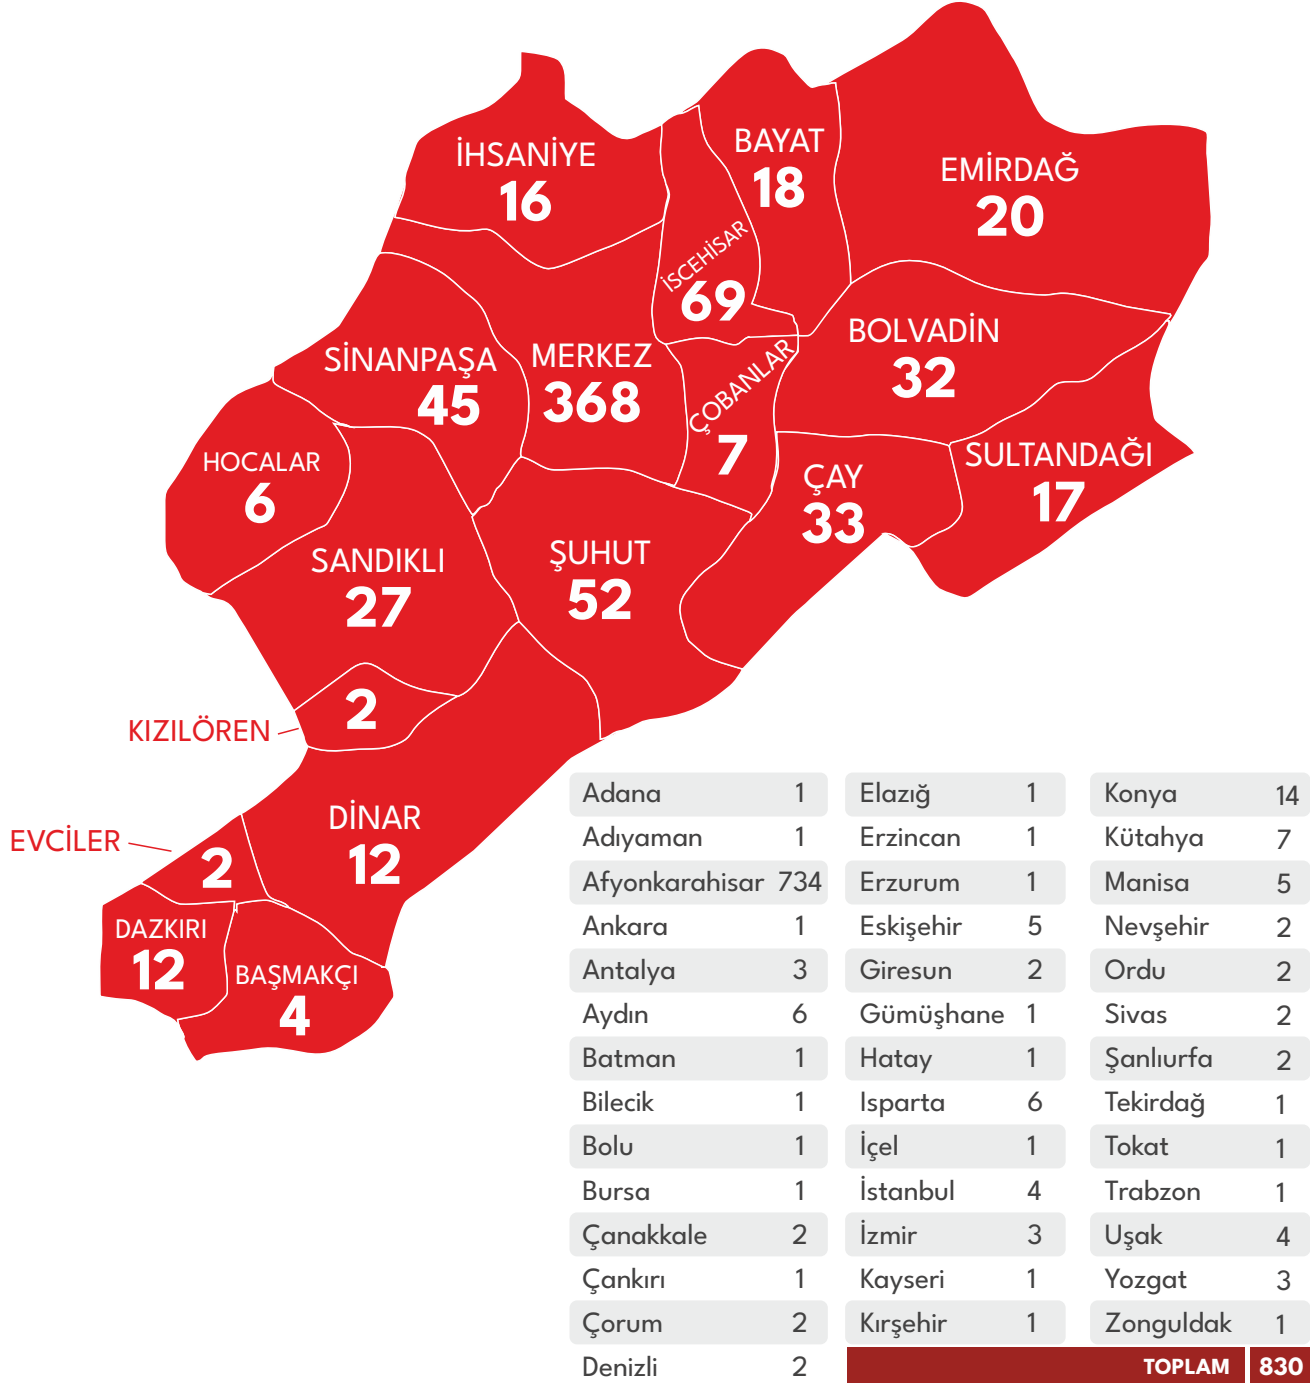 İHSANİYE
16
BAYAT
18
EMİRDAĞ
20
İSCEHİSAR
69
SİNANPAŞA
45
MERKEZ
368
ÇOBANLAR
7
BOLVADİN
32
HOCALAR
6
SULTANDAĞI
17
ÇAY
33
SANDIKLI
27
ŞUHUT
52
KIZILÖREN
2
DİNAR
12
EVCİLER
2
DAZKIRI
12
BAŞMAKÇI
4
Adana 1
Adıyaman 1
Afyonkarahisar 734
Ankara 1
Antalya 3
Aydın 6
Batman 1
Bilecik 1
Bolu 1
Bursa 1
Çanakkale 2
Çankırı 1
Çorum 2
Denizli 2
Elazığ 1
Erzincan 1
Erzurum 1
Eskişehir 5
Giresun 2
Gümüşhane 1
Hatay 1
Isparta 6
İçel 1
İstanbul 4
İzmir 3
Kayseri 1
Kırşehir 1
Konya 14
Kütahya 7
Manisa 5
Nevşehir 2
Ordu 2
Sivas 2
Şanlıurfa 2
Tekirdağ 1
Tokat 1
Trabzon 1
Uşak 4
Yozgat 3
Zonguldak 1
TOPLAM 830